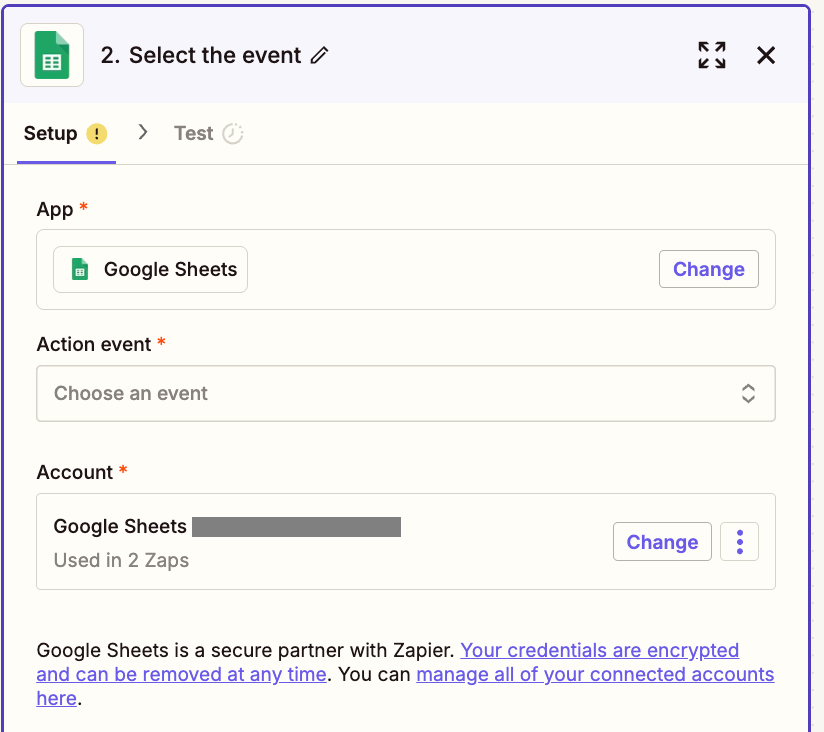 2. Select the event
Setup !
Test
App *
Google Sheets
Change
Action event *
Choose an event
Account *
Google Sheets
Used in 2 Zaps
Change
Google Sheets is a secure partner with Zapier. Your credentials are encrypted
and can be removed at any time. You can manage all of your connected accounts
here.